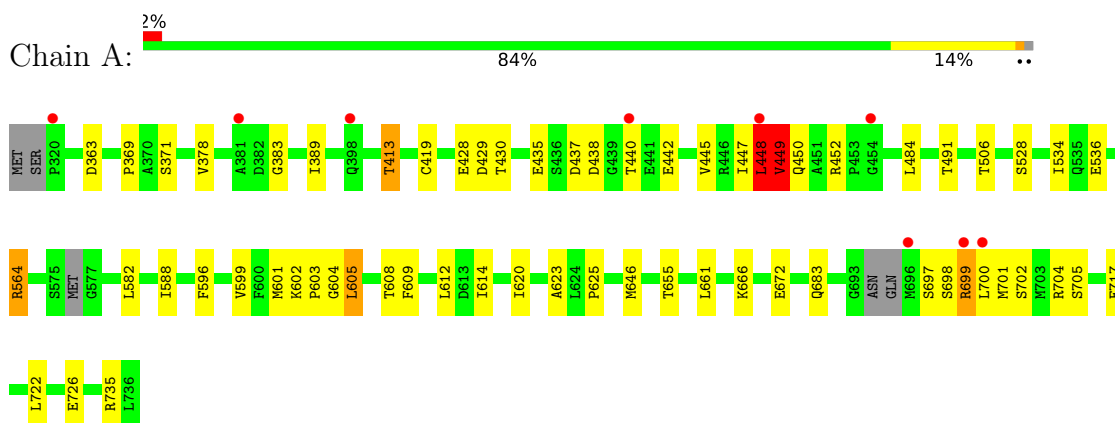 2%
Chain A:
84% 14% ••
MET SER P320 D363 P369 A370 S371 V378 A381 D382 G383 I389 Q398 T413 C419 E428 D429 T430 E435 S436 D437 D438 G439 T440 E441 E442 V445 R446 I447 L448 V449 Q450 A451 R452 P453 G454 L484 T491 T506 S528 I534 Q535 E536
R564 S575 MET G577 L582 I588 F596 V599 F600 M601 K602 P603 G604 L605 T608 F609 L612 D613 I614 I620 A623 L624 P625 M646 T655 L661 K666 E672 Q683 G693 ASN GLN M696 S697 S698 R699 L700 M701 S702 M703 R704 S705
L722 E726 R735 L736